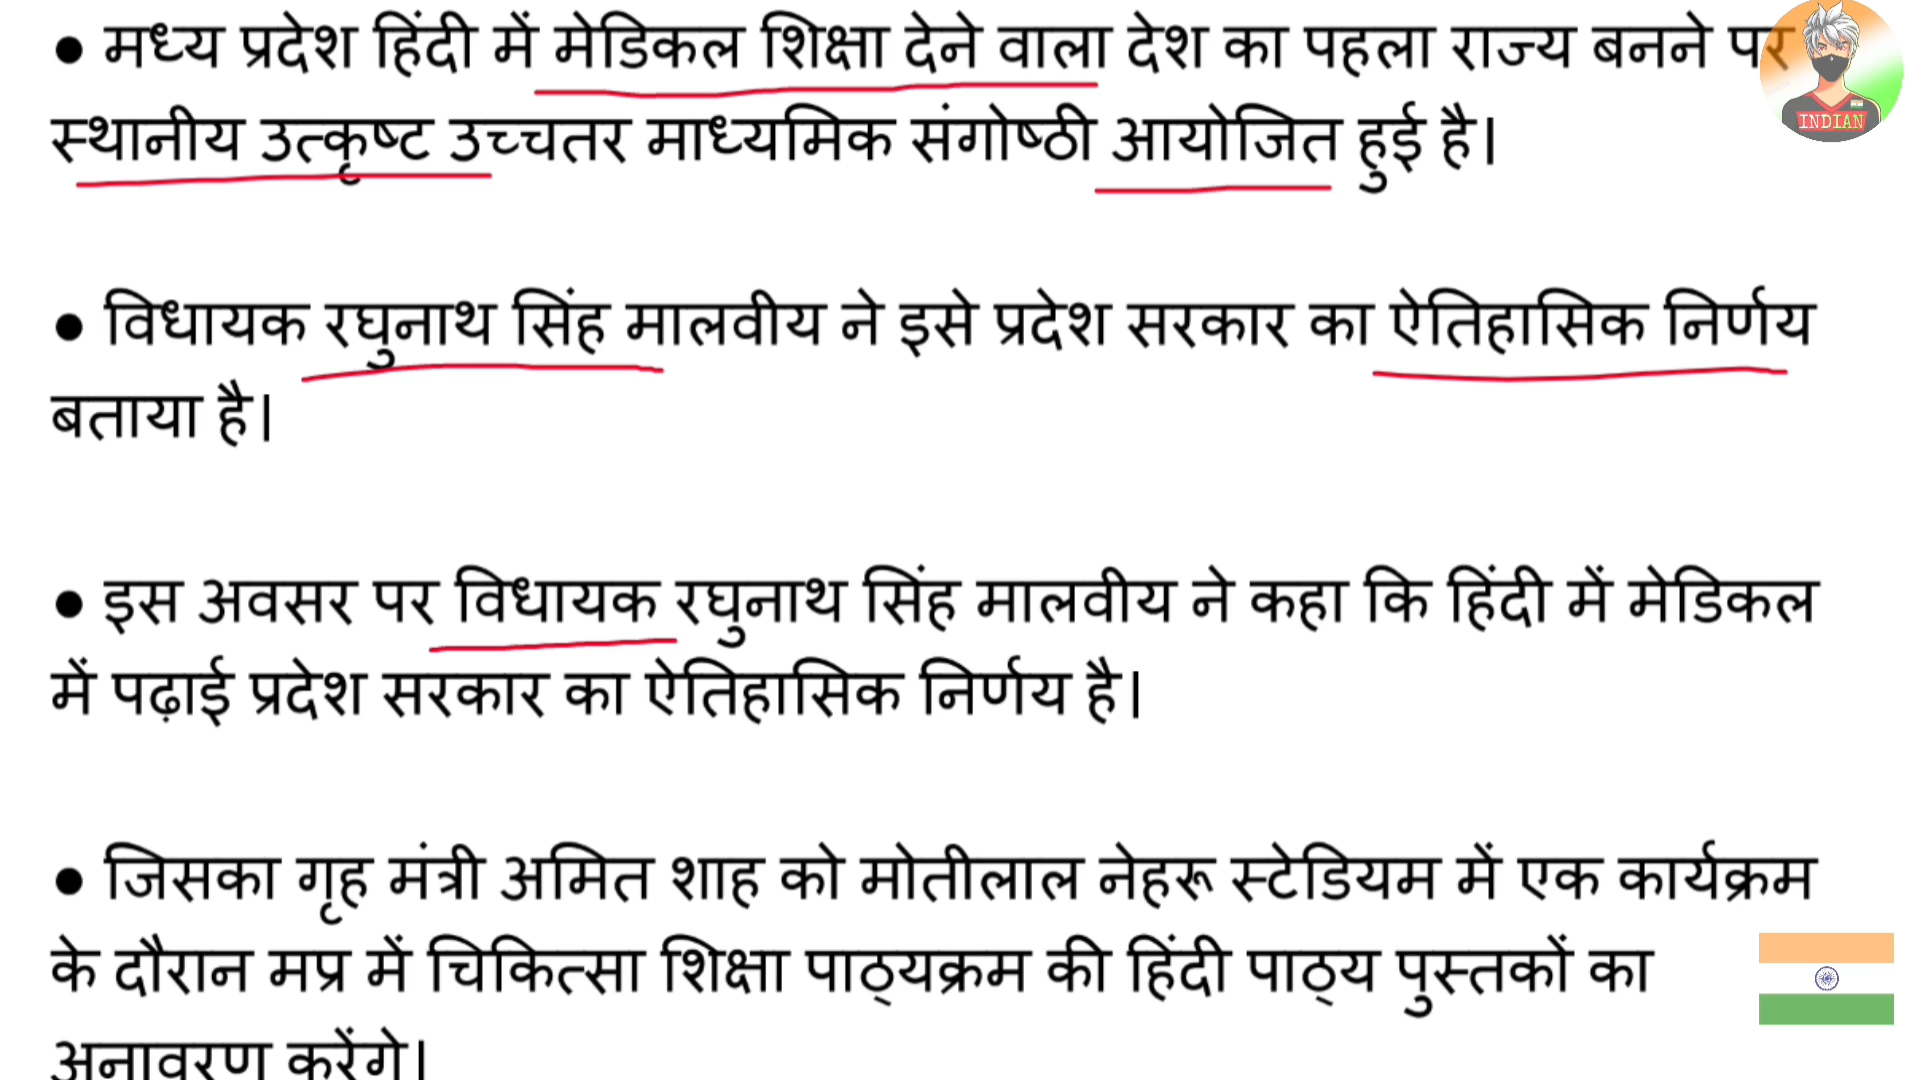 ● मध्य प्रदेश हिंदी में मेडिकल शिक्षा देने वाला देश का पहला राज्य बनने पर
स्थानीय उत्कृष्ट उच्चतर माध्यमिक संगोष्ठी आयोजित हुई है।
● विधायक रघुनाथ सिंह मालवीय ने इसे प्रदेश सरकार का ऐतिहासिक निर्णय
बताया है।
● इस अवसर पर विधायक रघुनाथ सिंह मालवीय ने कहा कि हिंदी में मेडिकल
में पढ़ाई प्रदेश सरकार का ऐतिहासिक निर्णय है।
● जिसका गृह मंत्री अमित शाह को मोतीलाल नेहरू स्टेडियम में एक कार्यक्रम
के दौरान मप्र में चिकित्सा शिक्षा पाठ्यक्रम की हिंदी पाठ्य पुस्तकों का
अनावरण करेंगे।
INDIAN